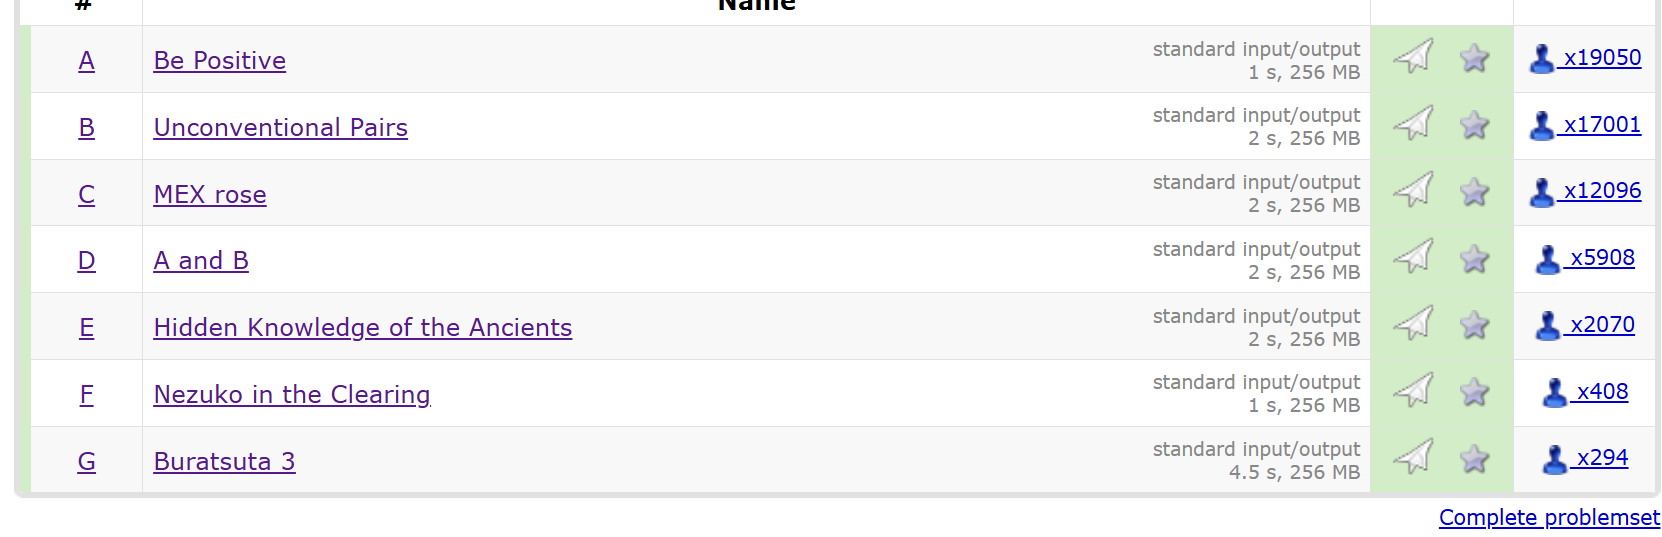 # Name
A Be Positive standard input/output x19050
1 s, 256 MB
B Unconventional Pairs standard input/output x17001
2 s, 256 MB
C MEX rose standard input/output x12096
2 s, 256 MB
D A and B standard input/output x5908
2 s, 256 MB
E Hidden Knowledge of the Ancients standard input/output x2070
2 s, 256 MB
F Nezuko in the Clearing standard input/output x408
1 s, 256 MB
G Buratsuta 3 standard input/output x294
4.5 s, 256 MB
Complete problemset